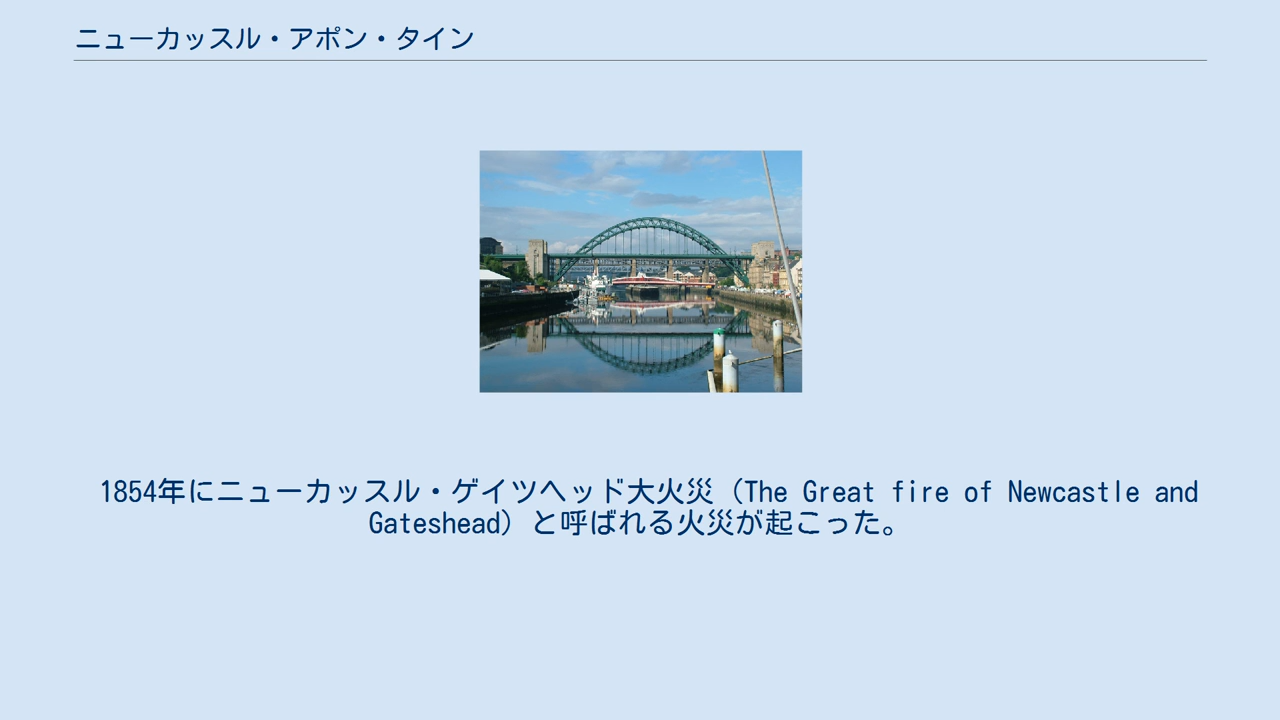 ニューカッスル・アポン・タイン
1854年にニューカッスル・ゲイツヘッド大火災（The Great fire of Newcastle and
Gateshead）と呼ばれる火災が起こった。